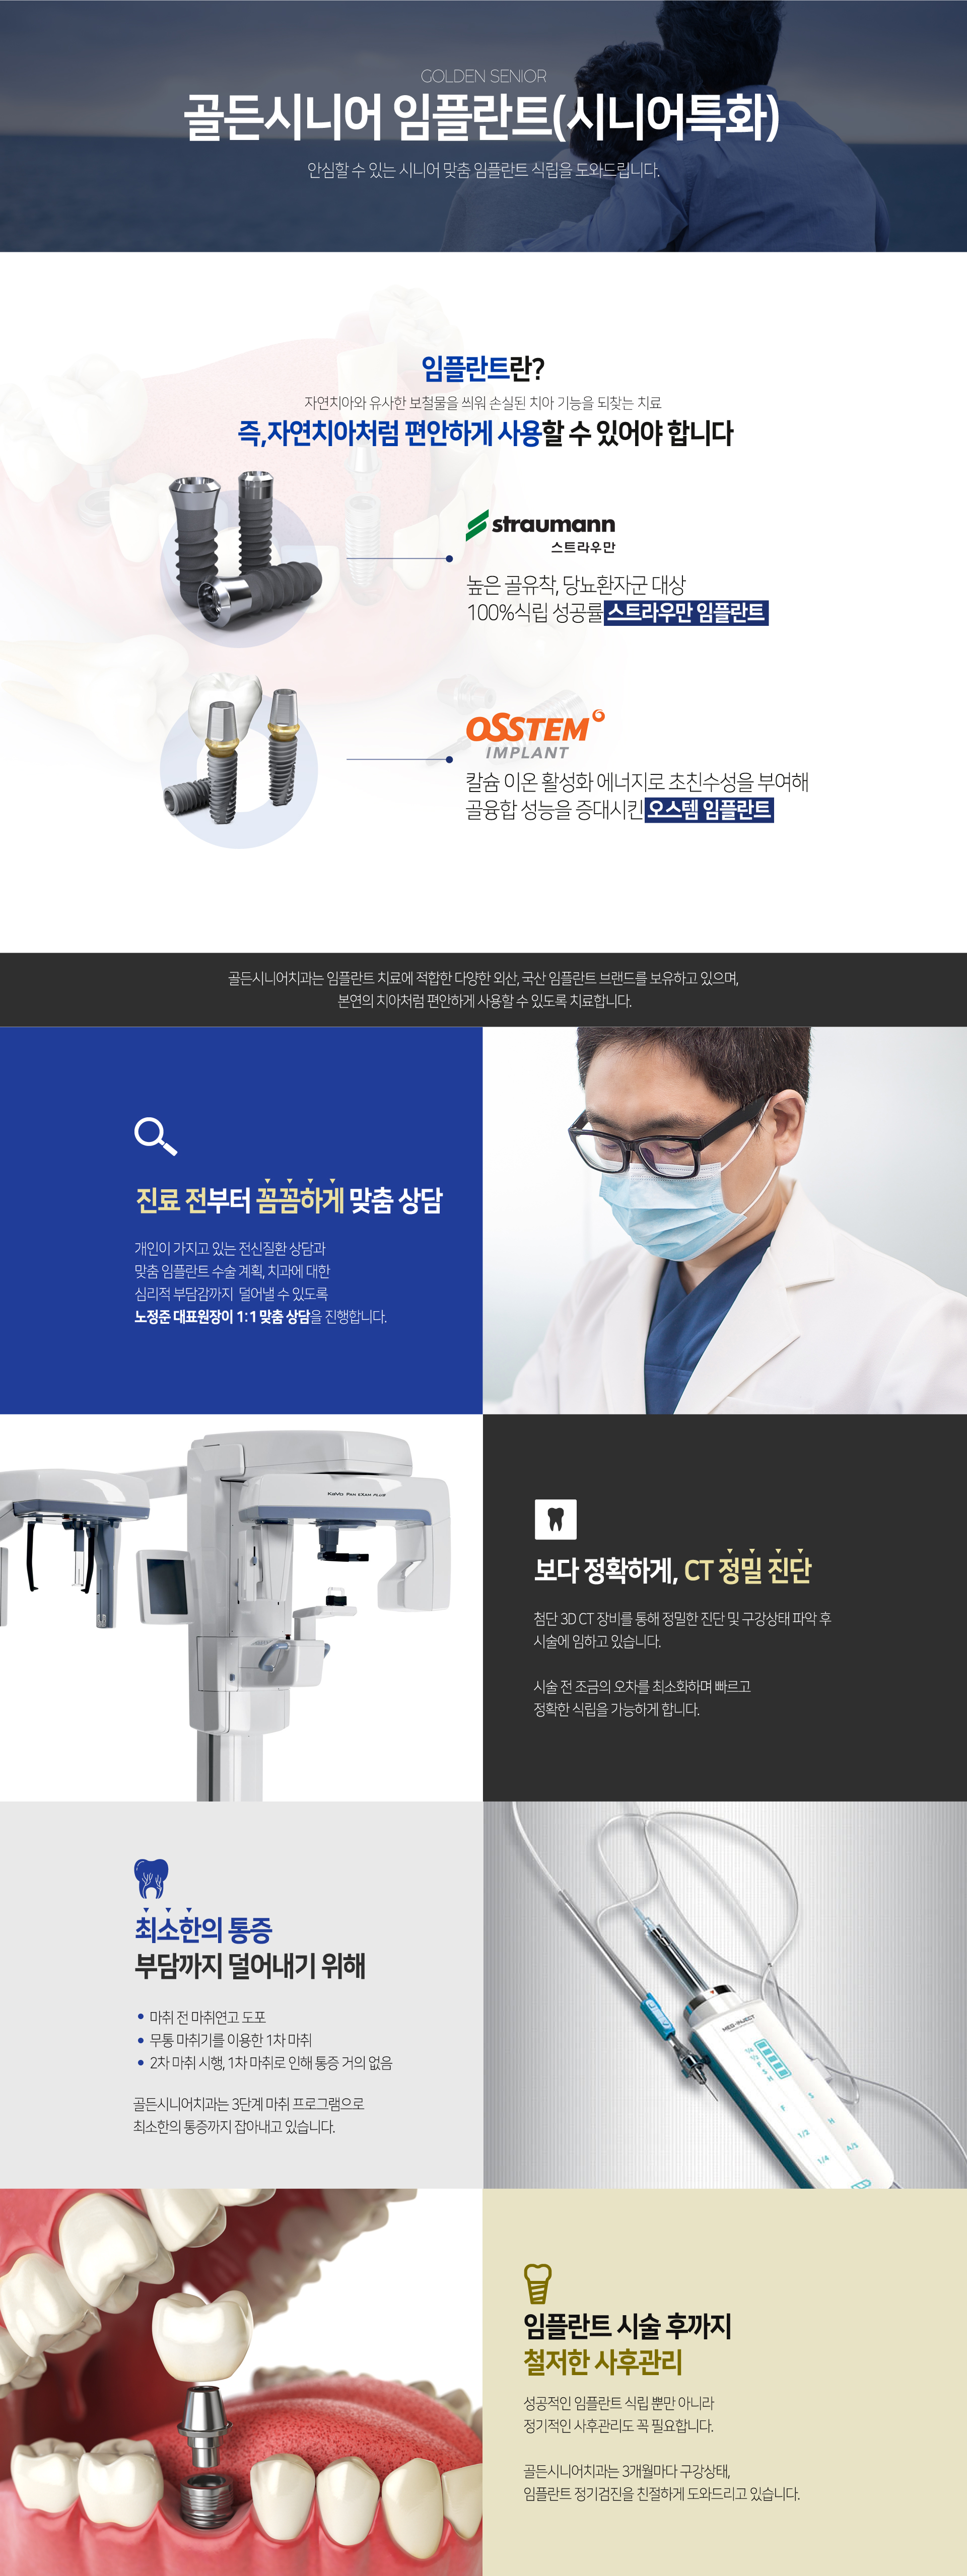 GOLDEN SENIOR
골든시니어 임플란트(시니어특화)
안심할 수 있는 시니어 맞춤 임플란트 식립을 도와드립니다.
임플란트란?
자연치아와 유사한 보철물을 씌워 손실된 치아 기능을 되찾는 치료
즉,자연치아처럼 편안하게 사용할 수 있어야 합니다
straumann
스트라우만
높은 골유착, 당뇨환자군 대상
100%식립 성공률 스트라우만 임플란트
OSSTEM
IMPLANT
칼슘 이온 활성화 에너지로 초친수성을 부여해
골융합 성능을 증대시킨 오스템 임플란트
골든시니어치과는 임플란트 치료에 적합한 다양한 외산, 국산 임플란트 브랜드를 보유하고 있으며,
본연의 치아처럼 편안하게 사용할 수 있도록 치료합니다.
진료 전부터 꼼꼼하게 맞춤 상담
개인이 가지고 있는 전신질환 상담과
맞춤 임플란트 수술 계획, 치과에 대한
심리적 부담감까지 덜어낼 수 있도록
노정준 대표원장이 1:1 맞춤 상담을 진행합니다.
KaVo PAN EXAM PLUS
보다 정확하게, CT 정밀 진단
첨단 3D CT 장비를 통해 정밀한 진단 및 구강상태 파악 후
시술에 임하고 있습니다.
시술 전 조금의 오차를 최소화하며 빠르고
정확한 식립을 가능하게 합니다.
최소한의 통증
부담까지 덜어내기 위해
마취 전 마취연고 도포
무통 마취기를 이용한 1차 마취
2차 마취 시행, 1차 마취로 인해 통증 거의 없음
골든시니어치과는 3단계 마취 프로그램으로
최소한의 통증까지 잡아내고 있습니다.
MEG-INJECT
S
F
H
1/2
A/S
1/4
임플란트 시술 후까지
철저한 사후관리
성공적인 임플란트 식립 뿐만 아니라
정기적인 사후관리도 꼭 필요합니다.
골든시니어치과는 3개월마다 구강상태,
임플란트 정기검진을 친절하게 도와드리고 있습니다.